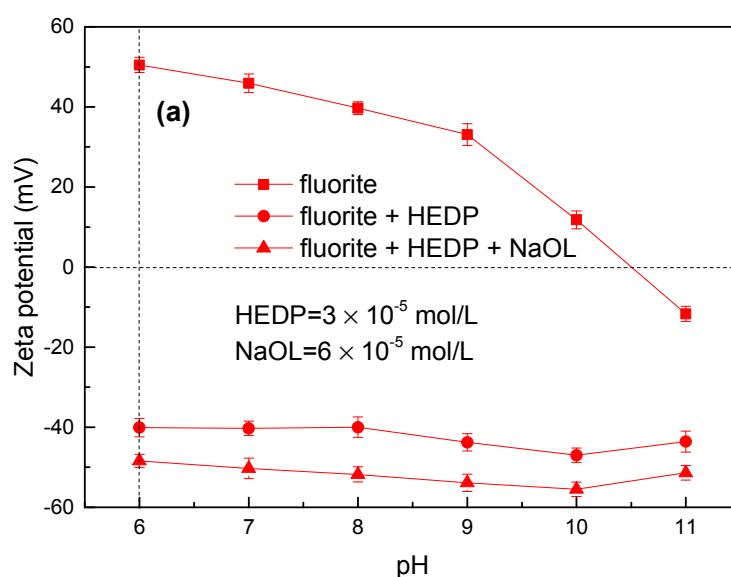 60
40
20
0
-20
-40
-60
Zeta potential (mV)
(a)
fluorite
fluorite + HEDP
fluorite + HEDP + NaOL
HEDP=3 × 10⁻⁵ mol/L
NaOL=6 × 10⁻⁵ mol/L
6 7 8 9 10 11
pH